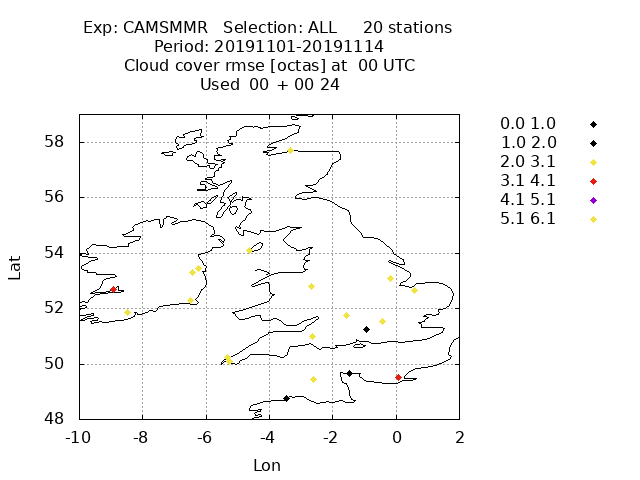 Exp: CAMSMMR Selection: ALL 20 stations
Period: 20191101-20191114
Cloud cover rmse [octas] at 00 UTC
Used 00 + 00 24
0.0 1.0
1.0 2.0
2.0 3.1
3.1 4.1
4.1 5.1
5.1 6.1
58
56
54
52
50
48
Lat
-10 -8 -6 -4 -2 0 2
Lon